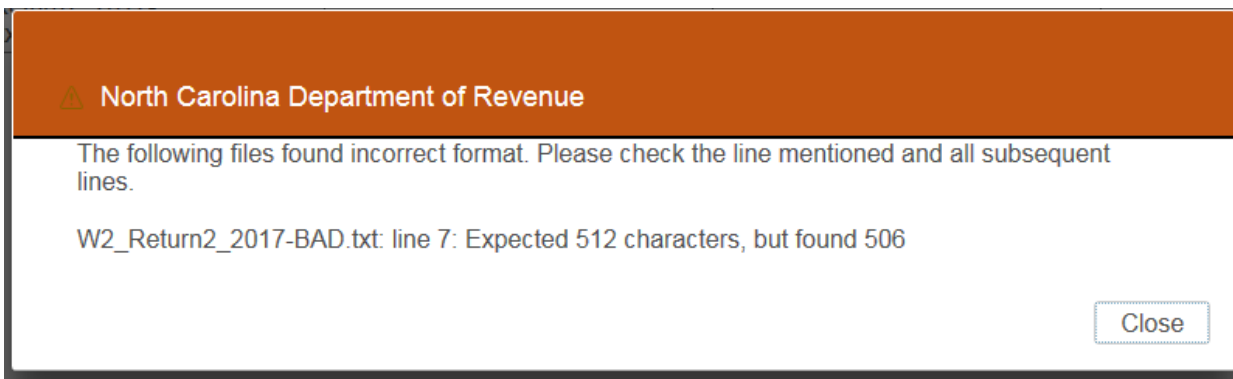 North Carolina Department of Revenue
The following files found incorrect format. Please check the line mentioned and all subsequent
lines.
W2_Return2_2017-BAD.txt: line 7: Expected 512 characters, but found 506
Close